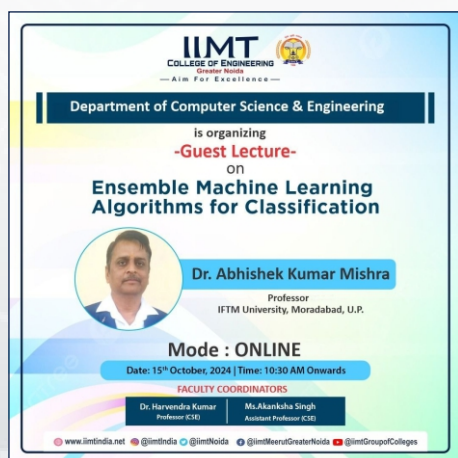 IIMT
COLLEGE OF ENGINEERING
Greater Noida
— Aim For Excellence —
Department of Computer Science & Engineering
is organizing
-Guest Lecture-
on
Ensemble Machine Learning
Algorithms for Classification
Dr. Abhishek Kumar Mishra
Professor
IFTM University, Moradabad, U.P.
Mode : ONLINE
Date: 15th October, 2024 | Time: 10:30 AM Onwards
FACULTY COORDINATORS
Dr. Harvendra Kumar
Professor (CSE)
Ms.Akanksha Singh
Assistant Professor (CSE)
www.iimtindia.net @iimtIndia @iimtNoida @iimtMeerutGreaterNoida @iimtGroupofColleges